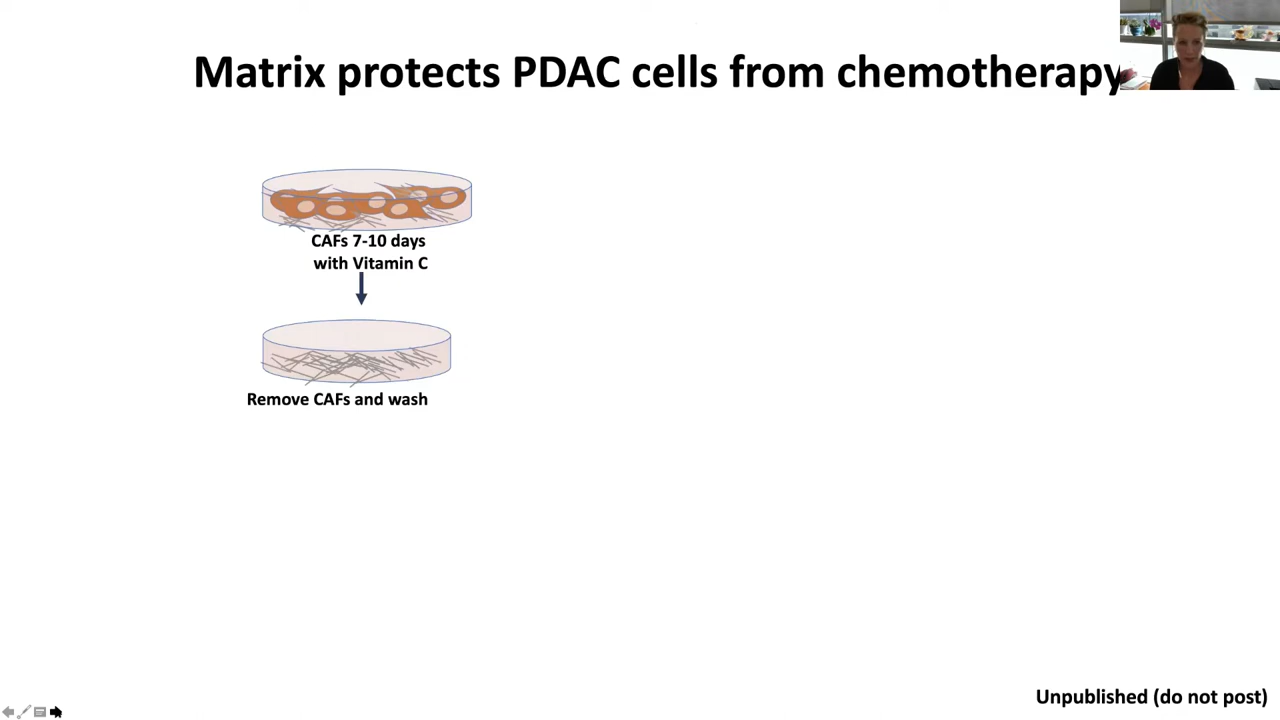 Matrix protects PDAC cells from chemotherapy
CAFs 7-10 days
with Vitamin C
Remove CAFs and wash
Unpublished (do not post)